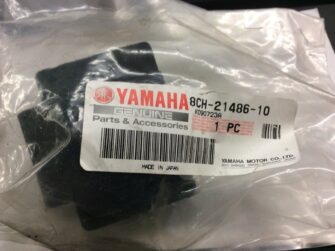 YAMAHA 8CH-21486-10
GENUINE
Parts & Accessories
1 PC
MADE IN JAPAN
YAMAHA MOTOR CO.,LTD.